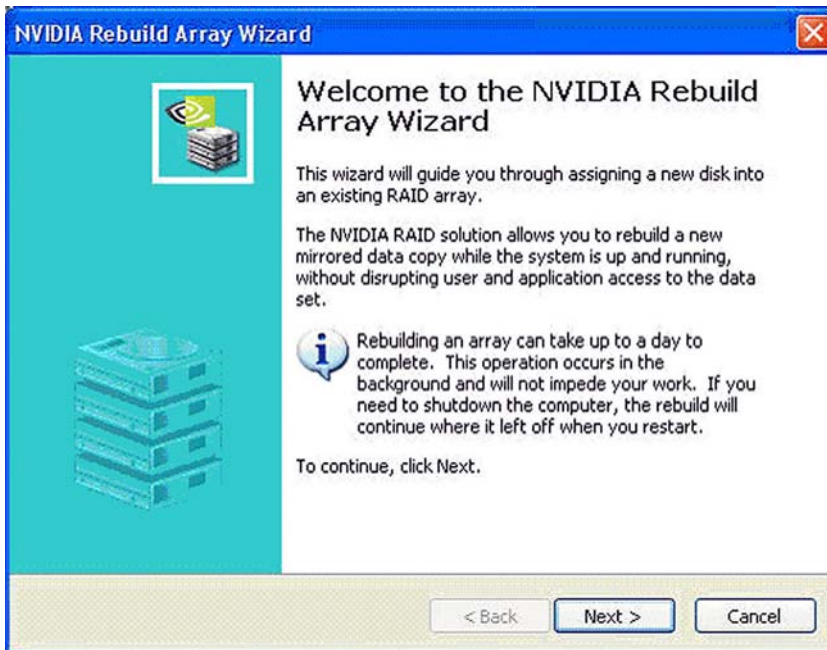 NVIDIA Rebuild Array Wizard
Welcome to the NVIDIA Rebuild
Array Wizard
This wizard will guide you through assigning a new disk into
an existing RAID array.
The NVIDIA RAID solution allows you to rebuild a new
mirrored data copy while the system is up and running,
without disrupting user and application access to the data
set.
Rebuilding an array can take up to a day to
complete. This operation occurs in the
background and will not impede your work. If you
need to shutdown the computer, the rebuild will
continue where it left off when you restart.
To continue, click Next.
< Back
Next >
Cancel